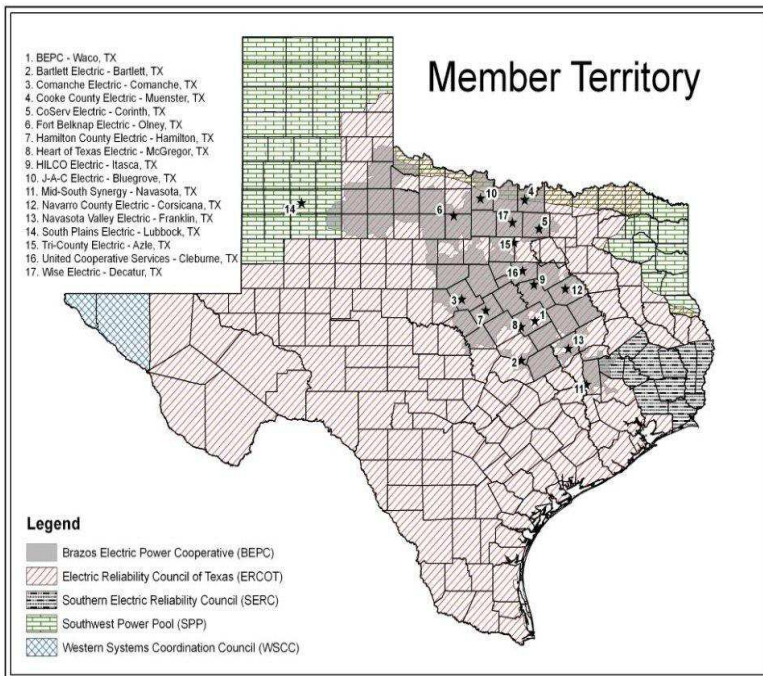 Member Territory
1. BEPC - Waco, TX
2. Bartlett Electric - Bartlett, TX
3. Comanche Electric - Comanche, TX
4. Cooke County Electric - Muenster, TX
5. CoServ Electric - Corinth, TX
6. Fort Belknap Electric - Olney, TX
7. Hamilton County Electric - Hamilton, TX
8. Heart of Texas Electric - McGregor, TX
9. HILCO Electric - Itasca, TX
10. J-A-C Electric - Bluegrove, TX
11. Mid-South Synergy - Navasota, TX
12. Navarro County Electric - Corsicana, TX
13. Navasota Valley Electric - Franklin, TX
14. South Plains Electric - Lubbock, TX
15. Tri-County Electric - Azle, TX
16. United Cooperative Services - Cleburne, TX
17. Wise Electric - Decatur, TX
10
4
14
6
17
5
15
16
9
12
3
7
8
1
13
2
11
Legend
Brazos Electric Power Cooperative (BEPC)
Electric Reliability Council of Texas (ERCOT)
Southern Electric Reliability Council (SERC)
Southwest Power Pool (SPP)
Western Systems Coordination Council (WSCC)